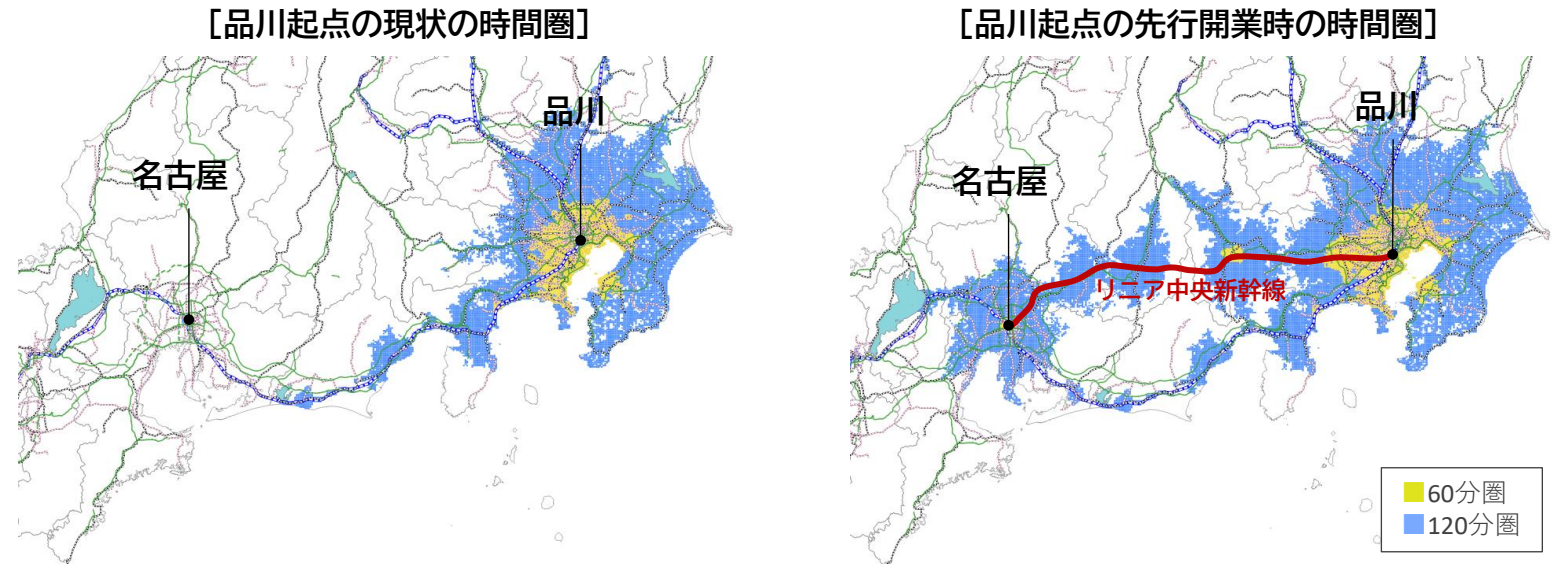 ［品川起点の現状の時間圏］
品川
名古屋
［品川起点の先行開業時の時間圏］
品川
名古屋
リニア中央新幹線
60分圏
120分圏